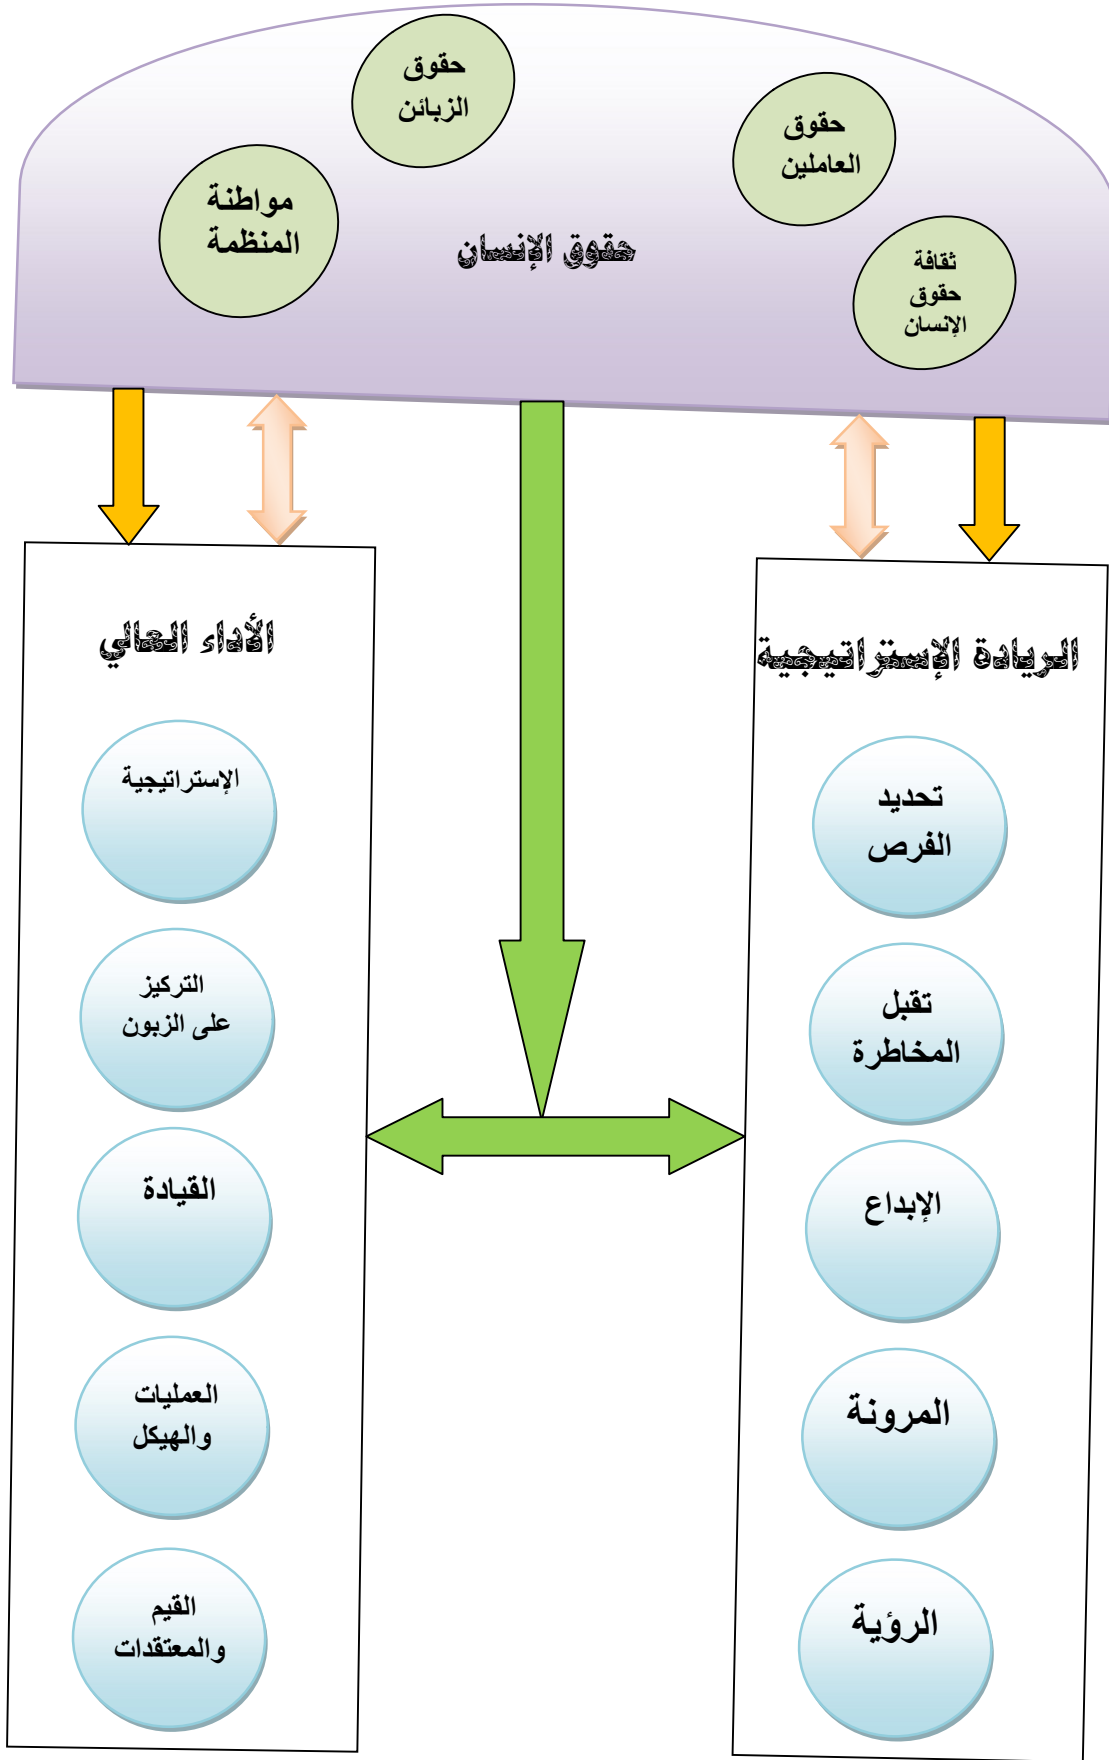 حقوق
الزبائن
حقوق
العاملين
مواطنة
المنظمة
حقوق الإنسان
ثقافة
حقوق
الإنسان
الريادة الإستراتيجية
تحديد
الفرص
تقبل
المخاطرة
الإبداع
المرونة
الرؤية
الأداء العالي
الإستراتيجية
التركيز
على الزبون
القيادة
العمليات
والهيكل
القيم
والمعتقدات